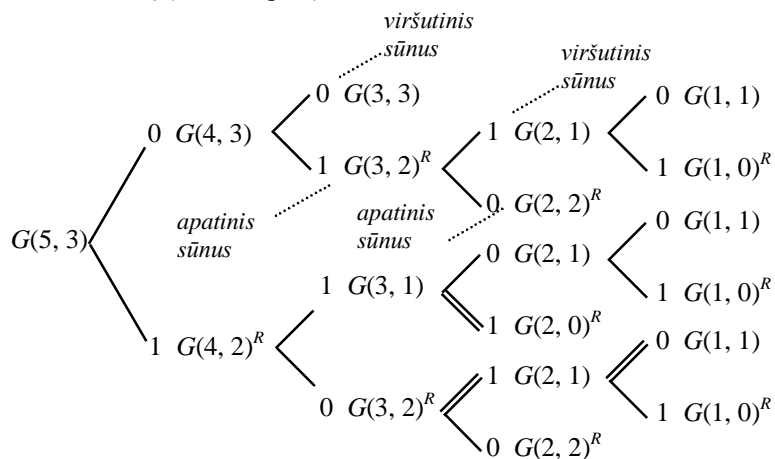 viršutinis
sūnus
viršutinis
sūnus
0 G(3, 3)
0 G(1, 1)
0 G(4, 3)
1 G(2, 1)
1 G(3, 2)^R
1 G(1, 0)^R
0 G(2, 2)^R
apatinis
sūnus
apatinis
sūnus
0 G(1, 1)
G(5, 3)
0 G(2, 1)
1 G(3, 1)
1 G(1, 0)^R
1 G(2, 0)^R
1 G(4, 2)^R
0 G(1, 1)
1 G(2, 1)
0 G(3, 2)^R
1 G(1, 0)^R
0 G(2, 2)^R